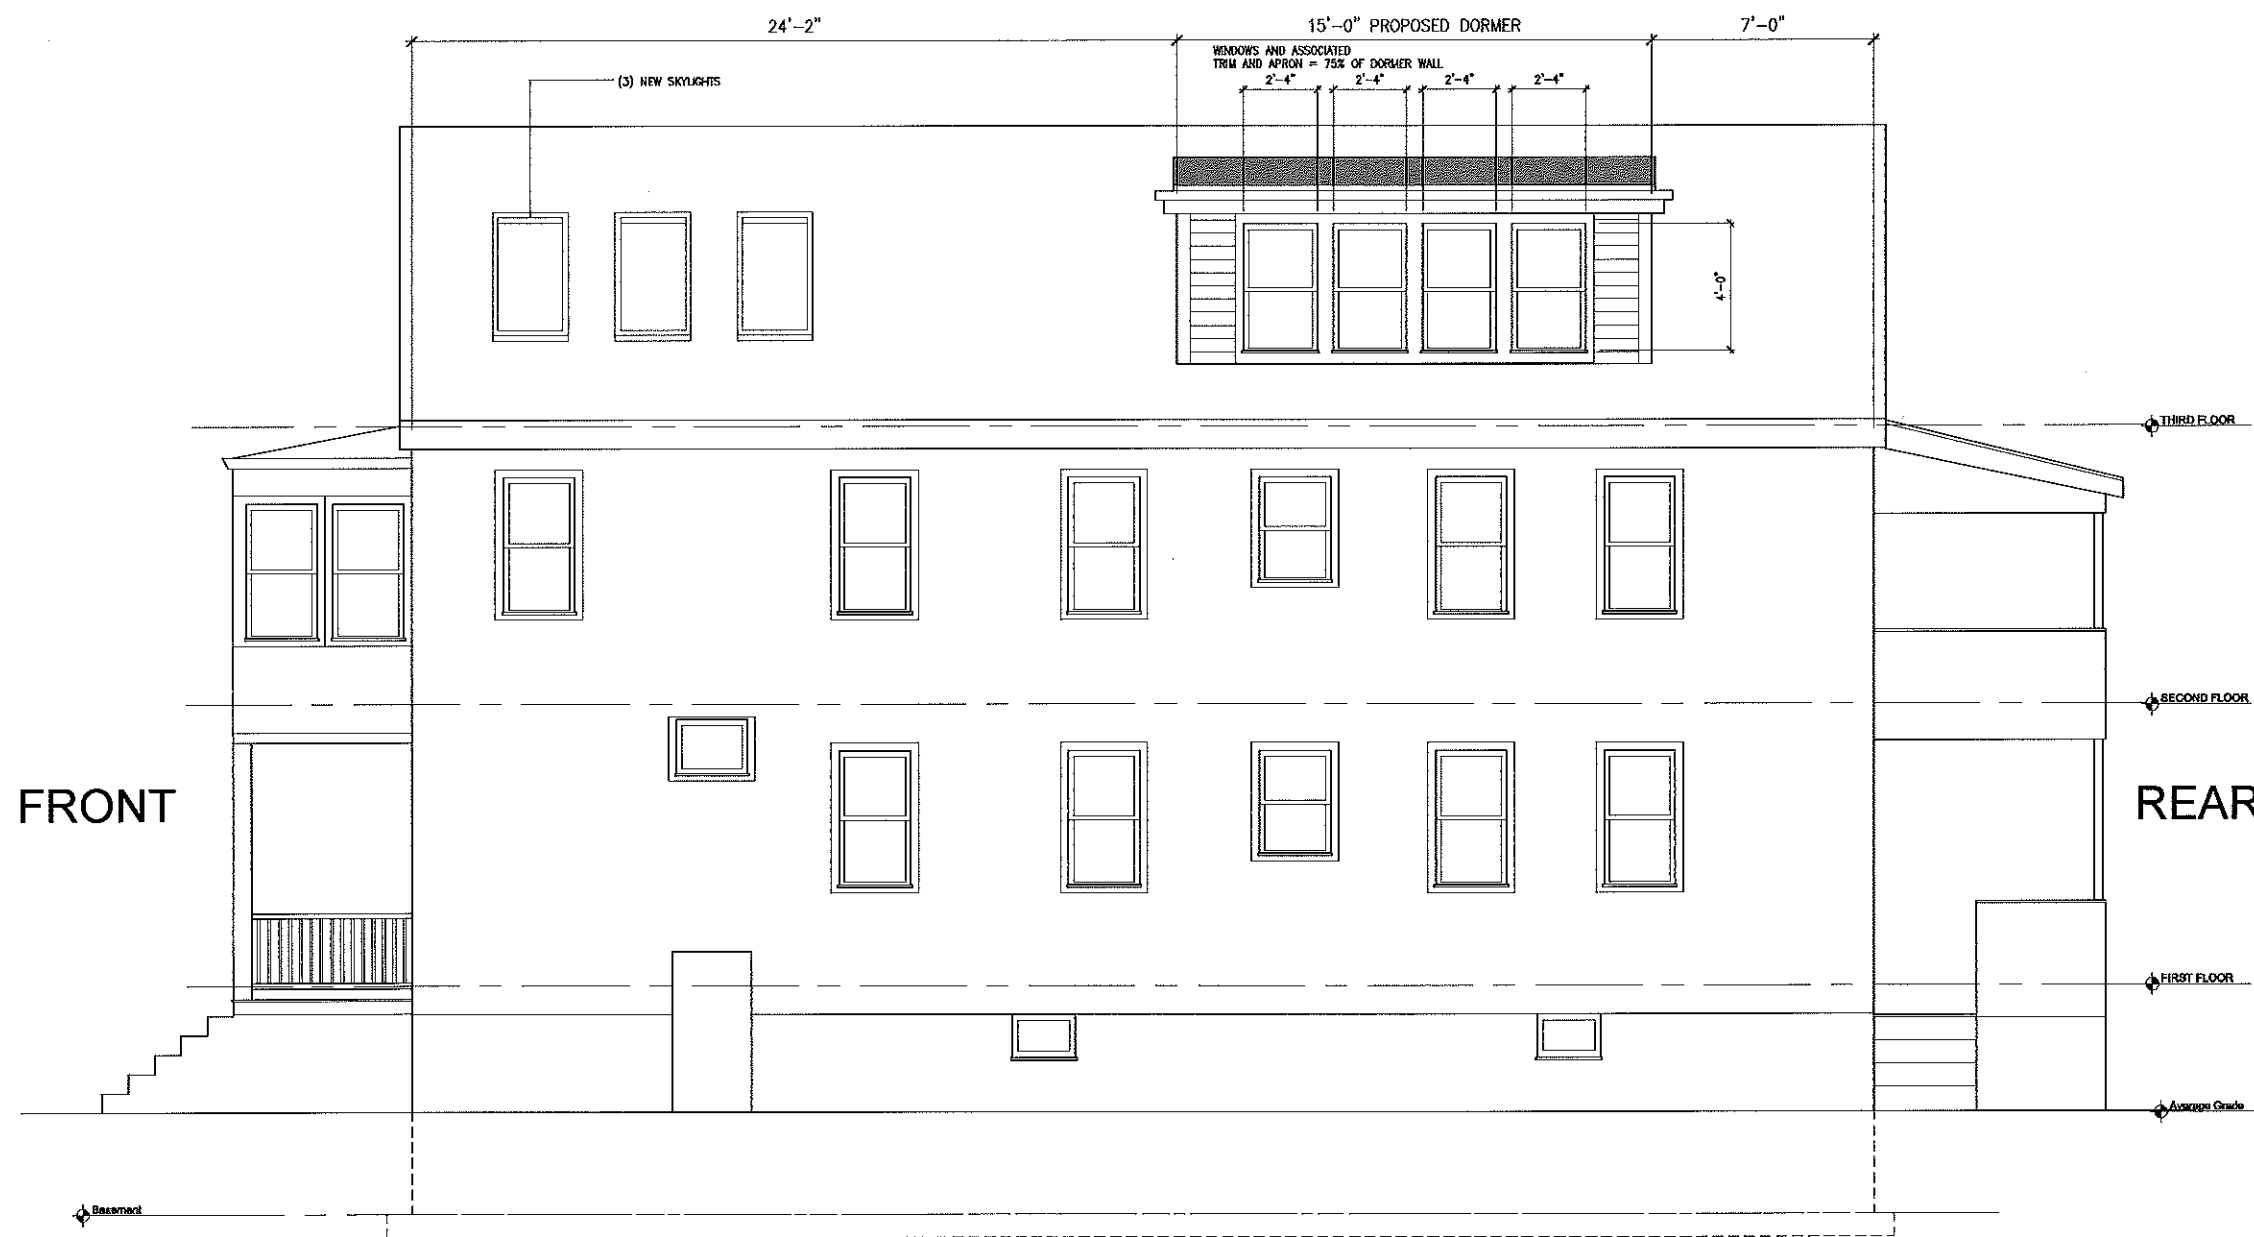 24'-2"
15'-0" PROPOSED DORMER
7'-0"
WINDOWS AND ASSOCIATED
TRIM AND APRON = 75% OF DORMER WALL
(3) NEW SKYLIGHTS
2'-4"
2'-4"
2'-4"
2'-4"
4'-0"
THIRD FLOOR
SECOND FLOOR
FRONT
REAR
FIRST FLOOR
Average Grade
Basement